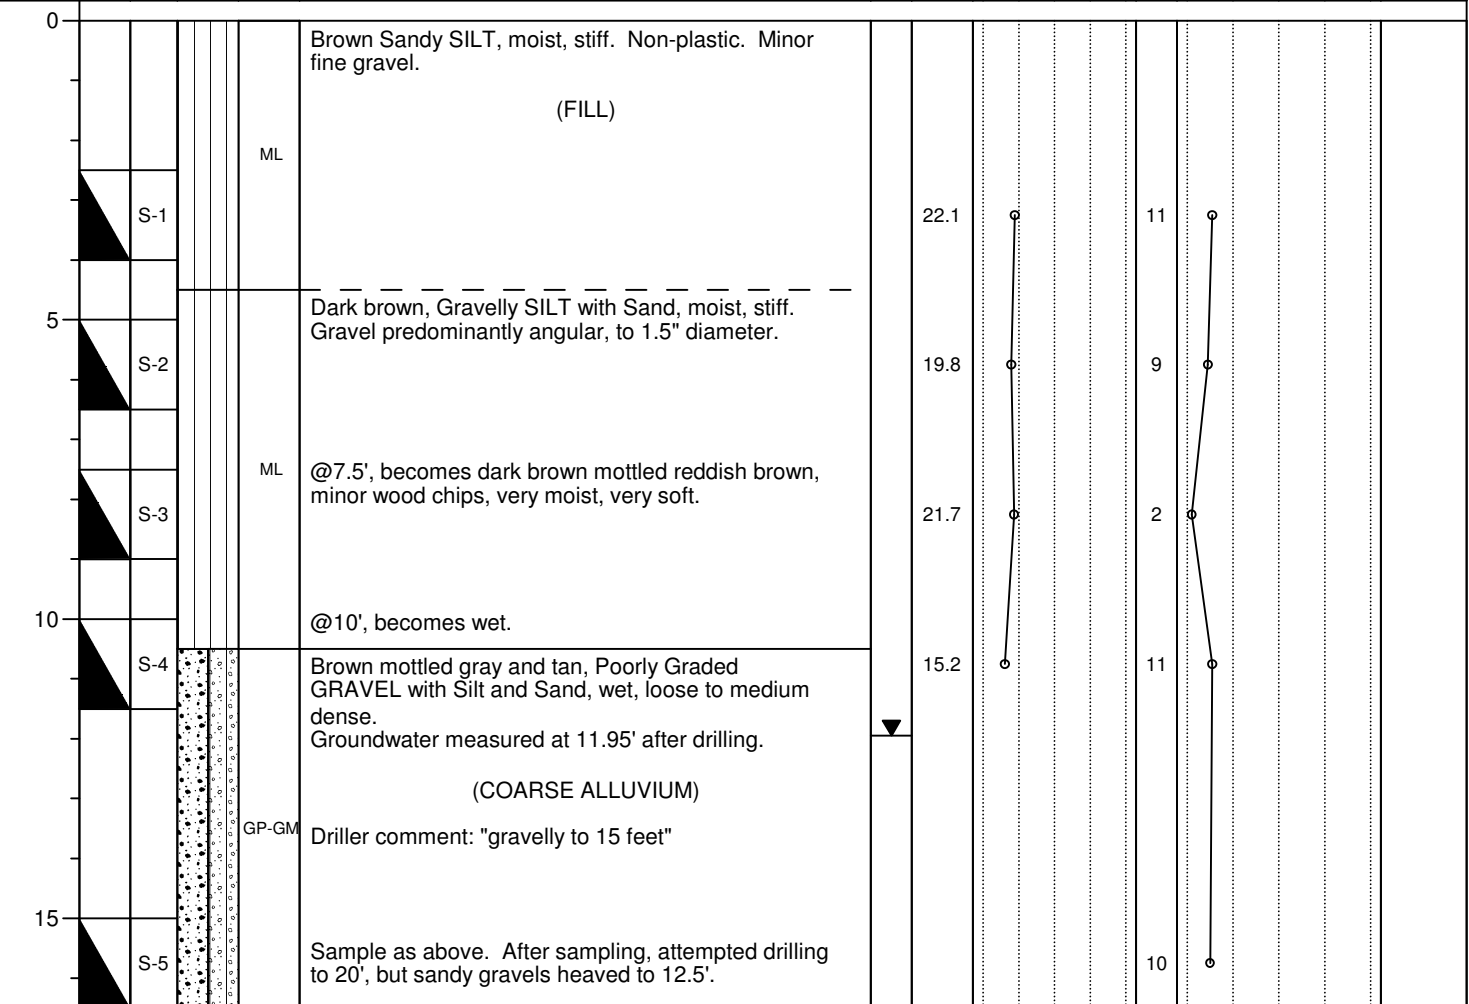 0
Brown Sandy SILT, moist, stiff. Non-plastic. Minor
fine gravel.
(FILL)
ML
S-1
22.1
11
Dark brown, Gravelly SILT with Sand, moist, stiff.
5
Gravel predominantly angular, to 1.5" diameter.
S-2
19.8
9
ML
@7.5', becomes dark brown mottled reddish brown,
minor wood chips, very moist, very soft.
S-3
21.7
2
10
@10', becomes wet.
S-4
Brown mottled gray and tan, Poorly Graded
15.2
11
GRAVEL with Silt and Sand, wet, loose to medium
dense.
Groundwater measured at 11.95' after drilling.
(COARSE ALLUVIUM)
GP-GM
Driller comment: "gravelly to 15 feet"
15
Sample as above. After sampling, attempted drilling
S-5
10
to 20', but sandy gravels heaved to 12.5'.